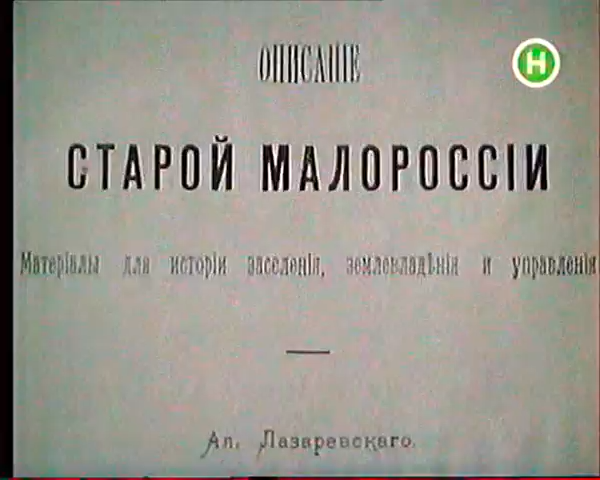 ОПИСАНІЕ
Н
СТАРОЙ МАЛОРОССІИ
Матеріалы для исторіи заселенія, землевладѣнія и управленія
Ал. Лазаревскаго.